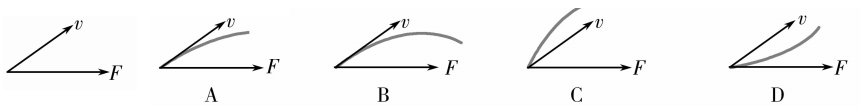 v F
v F A
v F B
v F C
v F D